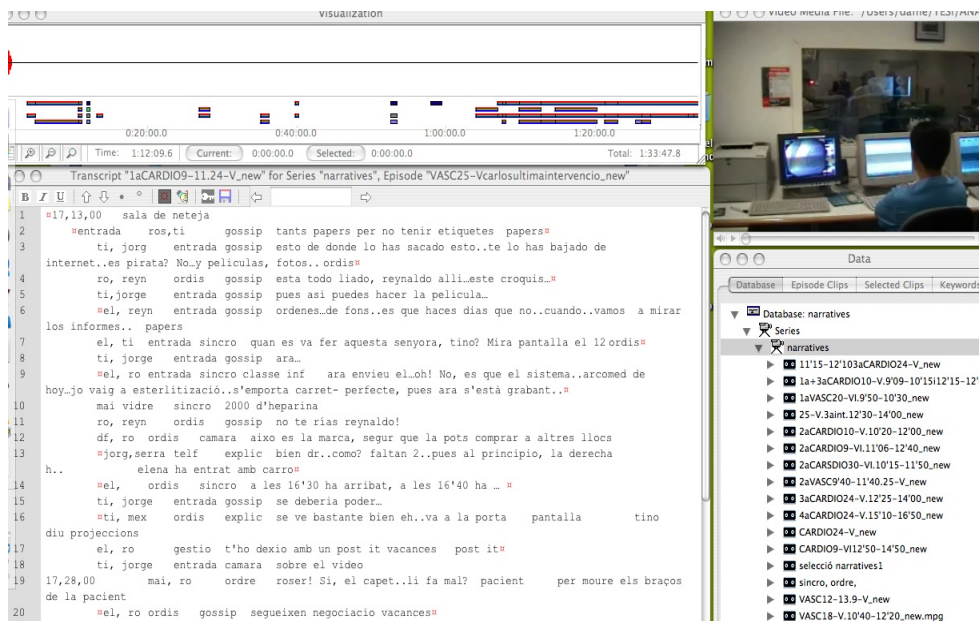 Visualization
Video Media File:
0:20:00.0 0:40:00.0 1:00:00.0 1:20:00.0
Time: 1:12:09.6 Current: 0:00:00.0 Selected: 0:00:00.0 Total: 1:33:47.8
Transcript "1aCARDIO9-11.24-V_new" for Series "narratives", Episode "VASC25-Vcarlosultimaintervencio_new"
B I U
1 ¤17,13,00 sala de neteja
2 ¤entrada ros,ti gossip tants papers per no tenir etiquetes papers¤
3 ti, jorg entrada gossip esto de donde lo has sacado esto..te lo has bajado de
internet..es pirata? No…y peliculas, fotos.. ordis¤
4 ro, reyn ordis gossip esta todo liado, reynaldo alli…este croquis…¤
5 ti,jorge entrada gossip pues asi puedes hacer la pelicula…
6 ¤el, reyn entrada gossip ordenes…de fons..es que haces dias que no..cuando..vamos a mirar
los informes.. papers
7 el, ti entrada sincro quan es va fer aquesta senyora, tino? Mira pantalla el 12 ordis¤
8 ti, jorge entrada gossip ara…
9 ¤el, ro entrada sincro classe inf ara envieu el…oh! No, es que el sistema..arcomed de
hoy…jo vaig a esterlització..s'emporta carret- perfecte, pues ara s'està grabant..¤
10 mai vidre sincro 2000 d'heparina
11 ro, reyn ordis gossip no te rias reynaldo!
12 df, ro ordis camara aixo es la marca, segur que la pots comprar a altres llocs
13 ¤jorg,serra telf explic bien dr..como? faltan 2..pues al principio, la derecha
h.. elena ha entrat amb carro¤
14 ¤el, ordis sincro a les 16'30 ha arribat, a les 16'40 ha … ¤
15 ti, jorge entrada gossip se deberia poder…
16 ¤ti, mex ordis explic se ve bastante bien eh..va a la porta pantalla tino
diu projeccions
17 el, ro gestio t'ho dexio amb un post it vacances post it¤
18 ti, jorge entrada camara sobre el video
19 17,28,00 mai, ro ordre roser! Si, el capet..li fa mal? pacient per moure els braços
de la pacient
20 ¤el, ro ordis gossip segueixen negociacio vacances¤
Data
Database Episode Clips Selected Clips Keywords
Database: narratives
Series
narratives
11'15-12'103aCARDIO24-V_new
1a+3aCARDIO10-V.9'09-10'15i12'15-12'
1aVASC20-VI.9'50-10'30_new
25-V.3aint.12'30-14'00_new
2aCARDIO10-V.10'20-12'00_new
2aCARDIO9-VI.11'06-12'40_new
2aCARSDIO30-VI.10'15-11'50_new
2aVASC9'40-11'40.25-V_new
3aCARDIO24-V.12'25-14'00_new
4aCARDIO24-V.15'10-16'50_new
CARDIO24-V_new
CARDIO9-VI12'50-14'50_new
selecció narratives1
sincro, ordre,
VASC12-13.9-V_new
VASC18-V.10'40-12'20_new.mpg